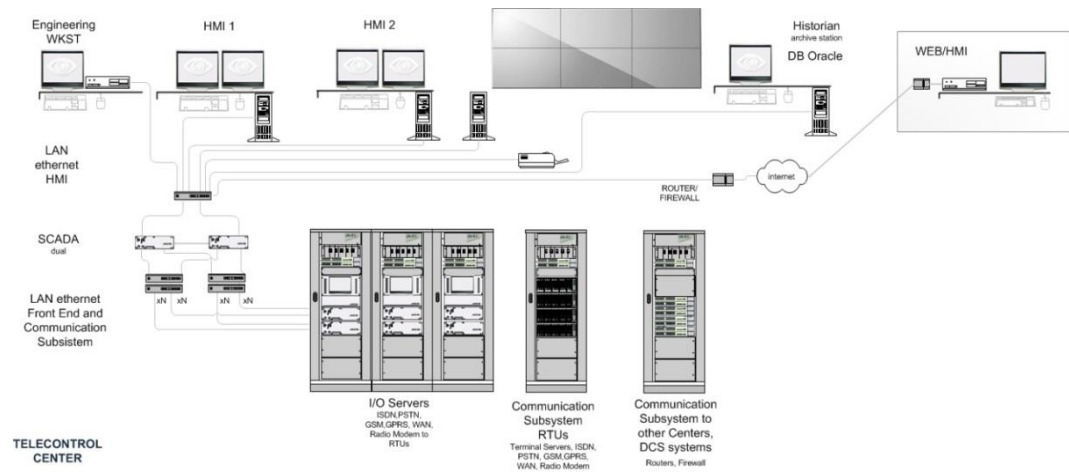 Engineering
WKST
HMI 1
HMI 2
Historian
archive station
DB Oracle
WEB/HMI
LAN
ethernet
HMI
ROUTER/
FIREWALL
internet
SCADA
dual
xN
xN
xN
xN
LAN ethernet
Front End and
Communication
Subsistem
I/O Servers
ISDN,PSTN,
GSM,GPRS, WAN,
Radio Modem to
RTUs
Communication
Subsystem
RTUs
Terminal Servers, ISDN,
PSTN, GSM,GPRS,
WAN, Radio Modem
Communication
Subsystem to
other Centers,
DCS systems
Routers, Firewall
TELECONTROL
CENTER